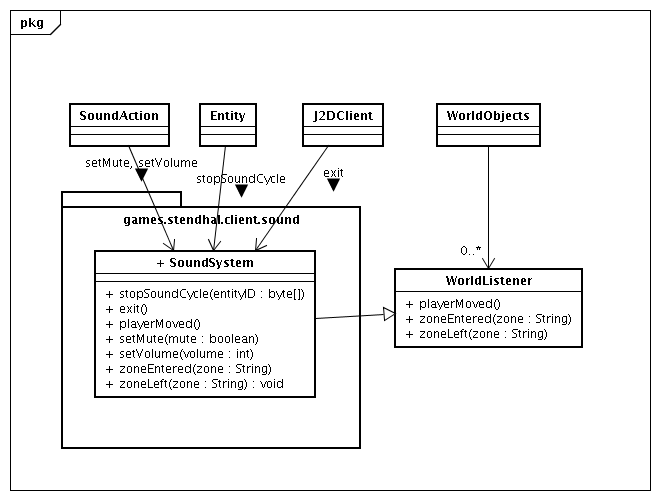 pkg
SoundAction
Entity
J2DClient
WorldObjects
setMute, setVolume
stopSoundCycle
exit
games.stendhal.client.sound
0..*
+ SoundSystem
+ stopSoundCycle(entityID : byte[])
+ exit()
+ playerMoved()
+ setMute(mute : boolean)
+ setVolume(volume : int)
+ zoneEntered(zone : String)
+ zoneLeft(zone : String) : void
WorldListener
+ playerMoved()
+ zoneEntered(zone : String)
+ zoneLeft(zone : String)